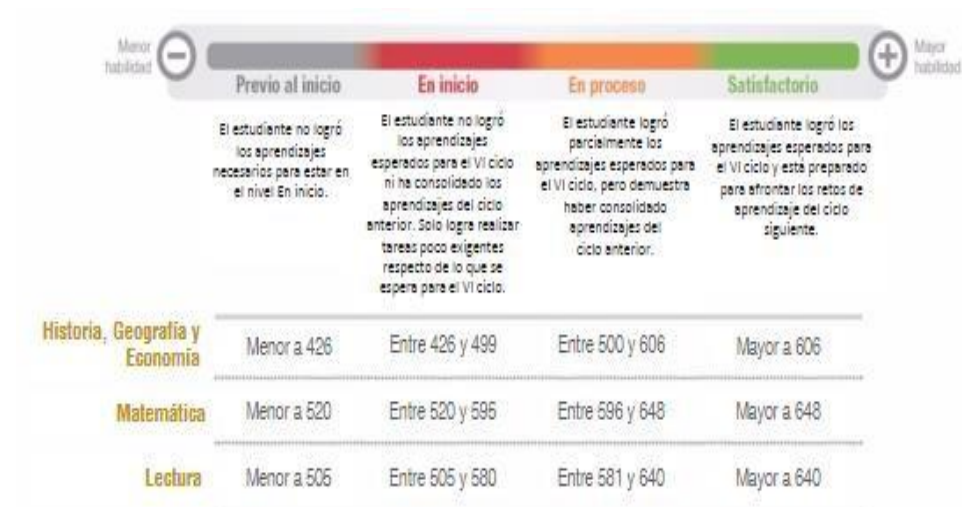 Menor
habilidad
Mayor
habilidad
Previo al inicio
En inicio
En proceso
Satisfactorio
El estudiante no logró
los aprendizajes
necesarios para estar en
el nivel En inicio.
El estudiante no logró
los aprendizajes
esperados para el VI ciclo
ni ha consolidado los
aprendizajes del ciclo
anterior. Solo logra realizar
tareas poco exigentes
respecto de lo que se
espera para el VI ciclo.
El estudiante logró
parcialmente los
aprendizajes esperados para
el VI ciclo, pero demuestra
haber consolidado
aprendizajes del
ciclo anterior.
El estudiante logró los
aprendizajes esperados para
el VI ciclo y está preparado
para afrontar los retos de
aprendizaje del ciclo
siguiente.
Historia, Geografía y
Economía
Menor a 426
Entre 426 y 499
Entre 500 y 606
Mayor a 606
Matemática
Menor a 520
Entre 520 y 595
Entre 596 y 648
Mayor a 648
Lectura
Menor a 505
Entre 505 y 580
Entre 581 y 640
Mayor a 640